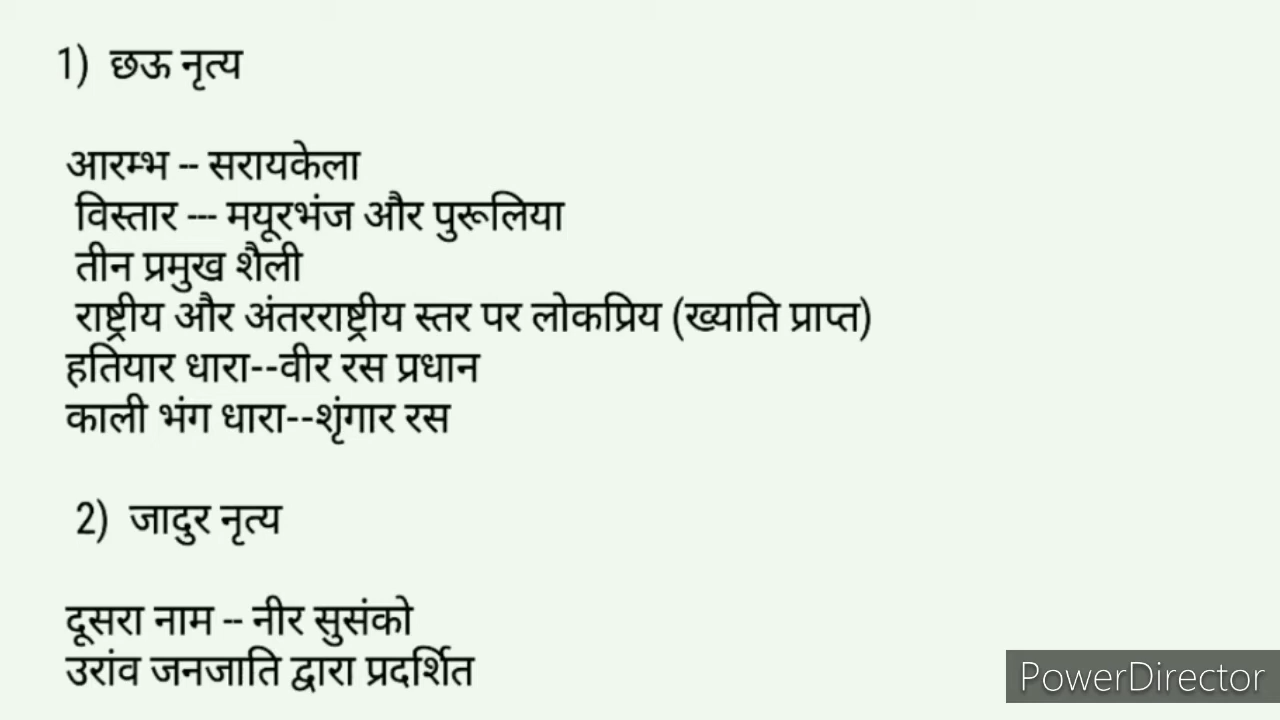 1) छऊ नृत्य
आरम्भ -- सरायकेला
विस्तार --- मयूरभंज और पुरूलिया
तीन प्रमुख शैली
राष्ट्रीय और अंतरराष्ट्रीय स्तर पर लोकप्रिय (ख्याति प्राप्त)
हतियार धारा--वीर रस प्रधान
काली भंग धारा--शृंगार रस
2) जादुर नृत्य
दूसरा नाम -- नीर सुसंको
उरांव जनजाति द्वारा प्रदर्शित
PowerDirector